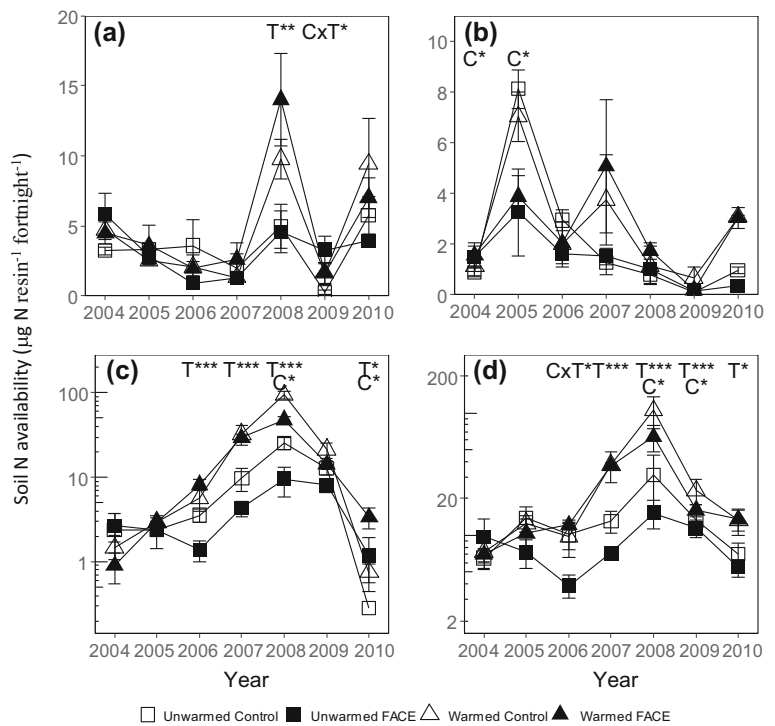 (a) T** CxT*
20
15
10
5
0
2004 2005 2006 2007 2008 2009 2010
(b)
C* C*
10
8
6
4
2
0
2004 2005 2006 2007 2008 2009 2010
Soil N availability (µg N resin⁻¹ fortnight⁻¹)
(c) T*** T*** T*** T*
C* C*
100
10
1
2004 2005 2006 2007 2008 2009 2010
Year
(d) CxT* T*** T*** T*** T*
C* C*
200
20
2
2004 2005 2006 2007 2008 2009 2010
Year
Unwarmed Control Unwarmed FACE Warmed Control Warmed FACE